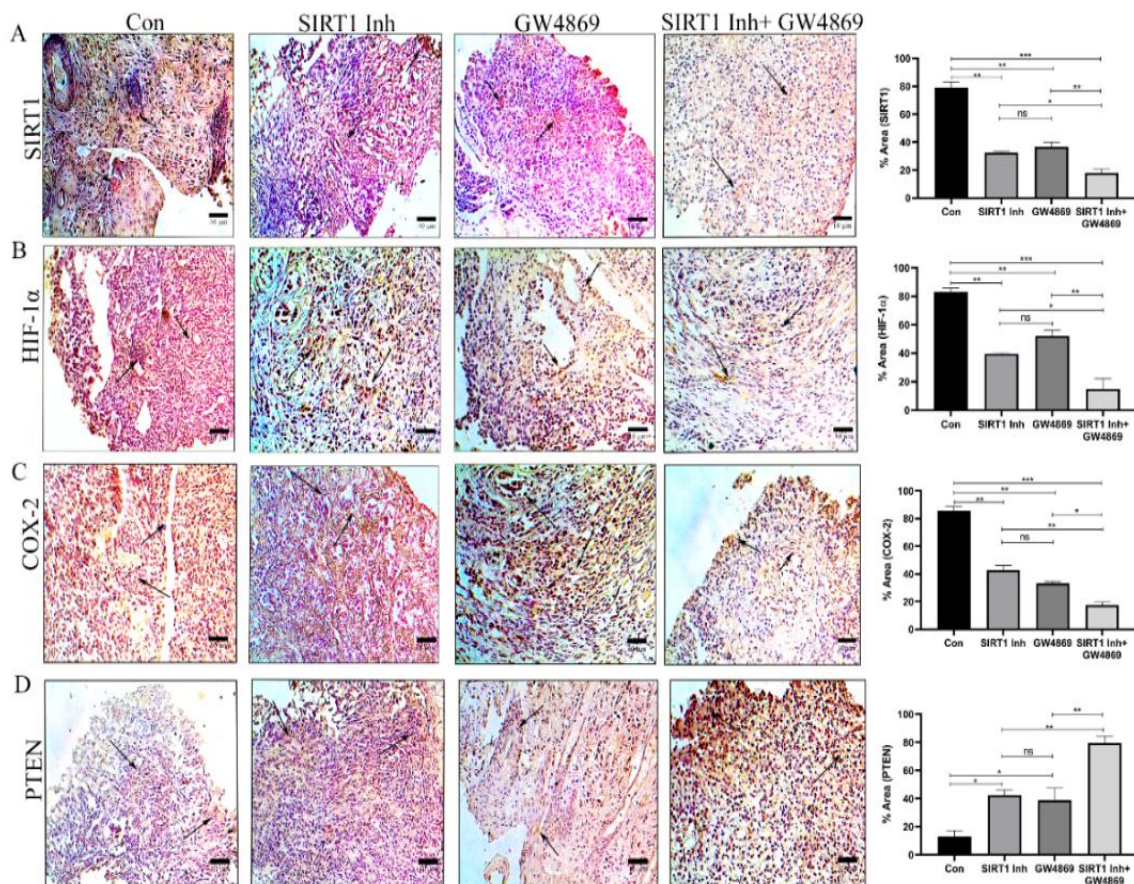 Con SIRT1 Inh GW4869 SIRT1 Inh+ GW4869
A
SIRT1
10 µm
% Area (SIRT1)
100
80
60
40
20
0
***
**
**
**
*
ns
Con SIRT1 Inh GW4869 SIRT1 Inh+ GW4869
B
HIF-1α
% Area (HIF-1α)
100
80
60
40
20
0
***
**
**
**
*
ns
Con SIRT1 Inh GW4869 SIRT1 Inh+ GW4869
C
COX-2
% Area (COX-2)
100
80
60
40
20
0
***
**
**
*
**
ns
Con SIRT1 Inh GW4869 SIRT1 Inh+ GW4869
D
PTEN
% Area (PTEN)
100
80
60
40
20
0
**
**
ns
*
*
Con SIRT1 Inh GW4869 SIRT1 Inh+ GW4869